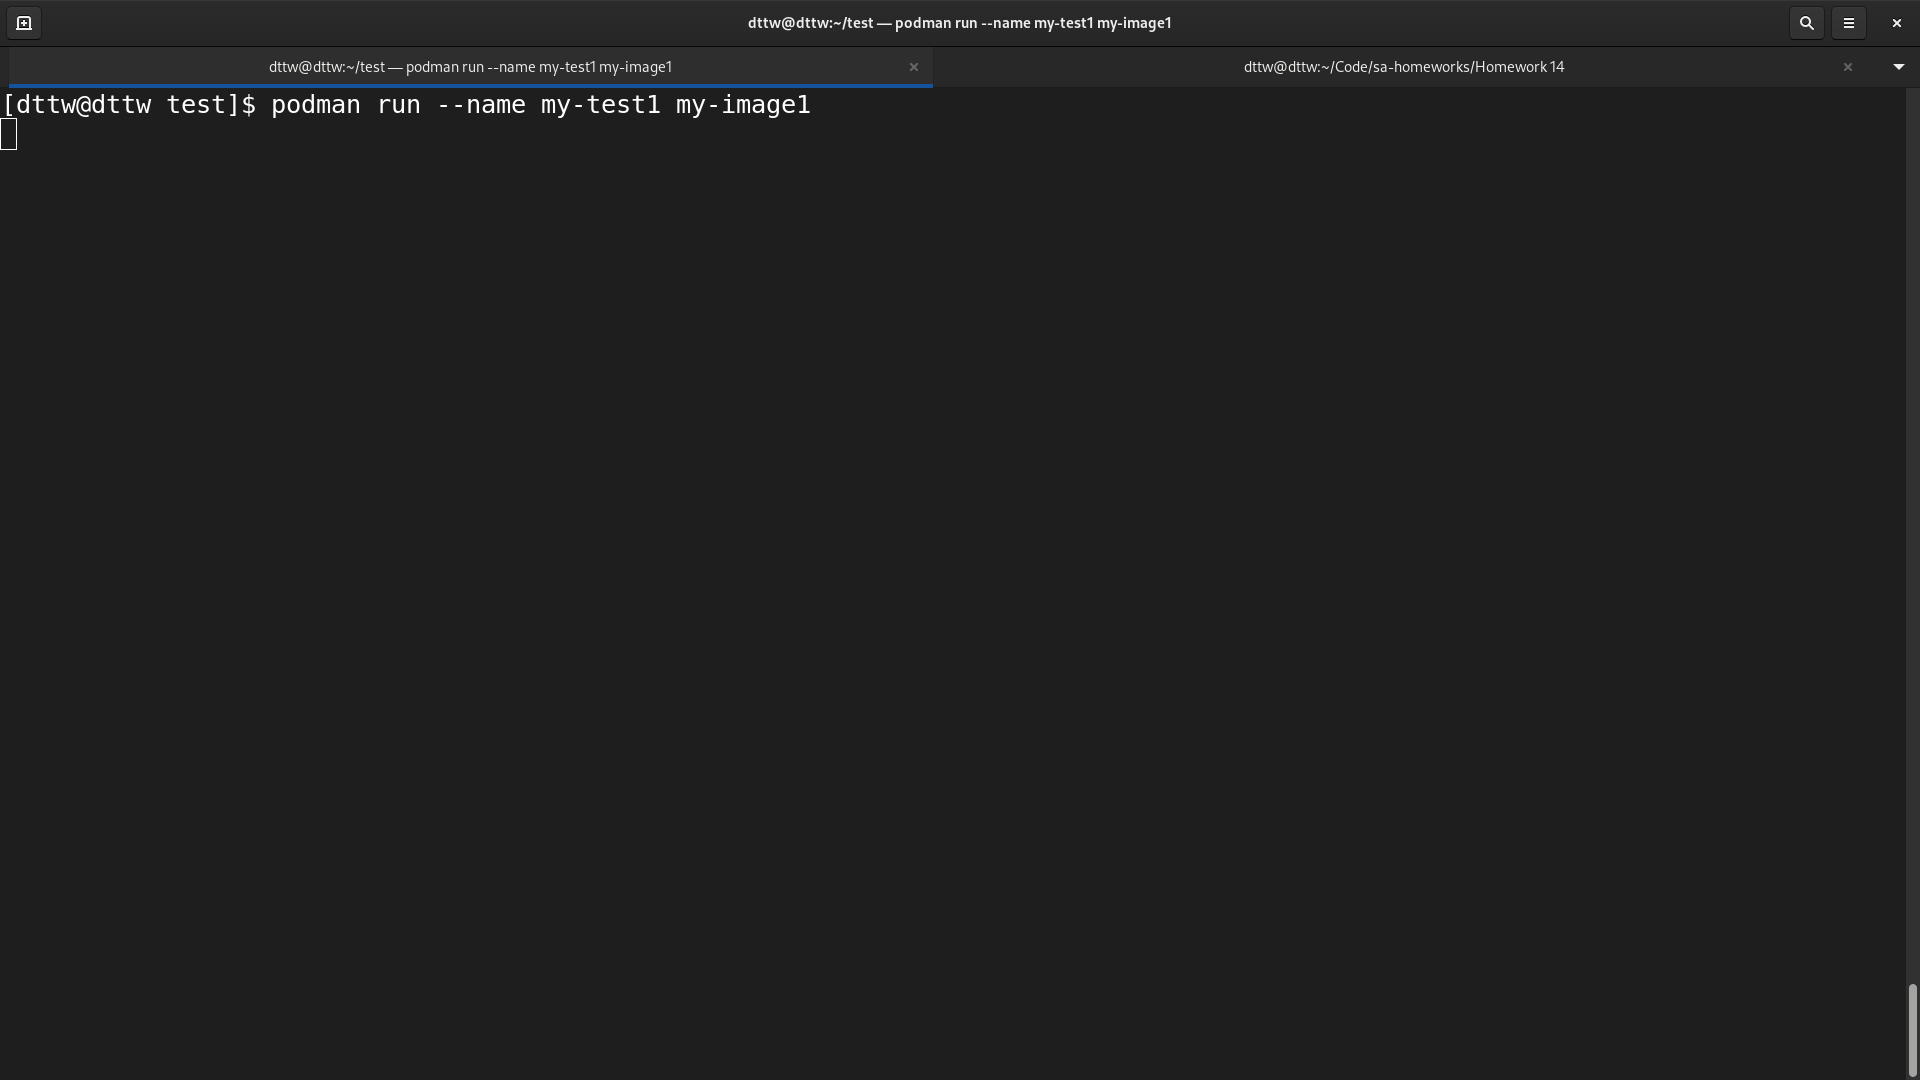 dttw@dttw:~/test — podman run --name my-test1 my-image1
dttw@dttw:~/test — podman run --name my-test1 my-image1
dttw@dttw:~/Code/sa-homeworks/Homework 14
[dttw@dttw test]$ podman run --name my-test1 my-image1